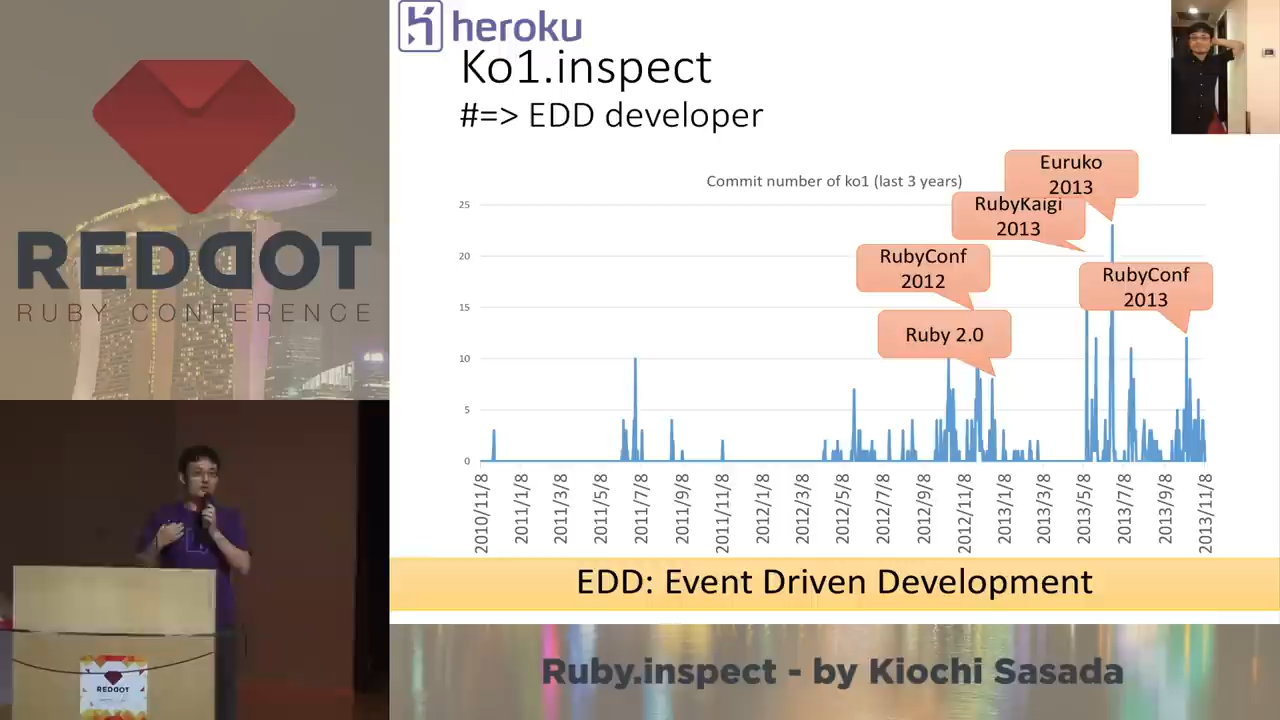 REDDOT
RUBY CONFERENCE
heroku
Ko1.inspect
#=> EDD developer
Commit number of ko1 (last 3 years)
Euruko
2013
RubyKaigi
2013
RubyConf
2012
RubyConf
2013
Ruby 2.0
25
20
15
10
5
0
2010/11/8
2011/1/8
2011/3/8
2011/5/8
2011/7/8
2011/9/8
2011/11/8
2012/1/8
2012/3/8
2012/5/8
2012/7/8
2012/9/8
2012/11/8
2013/1/8
2013/3/8
2013/5/8
2013/7/8
2013/9/8
2013/11/8
EDD: Event Driven Development
REDDOT
Ruby.inspect - by Kiochi Sasada